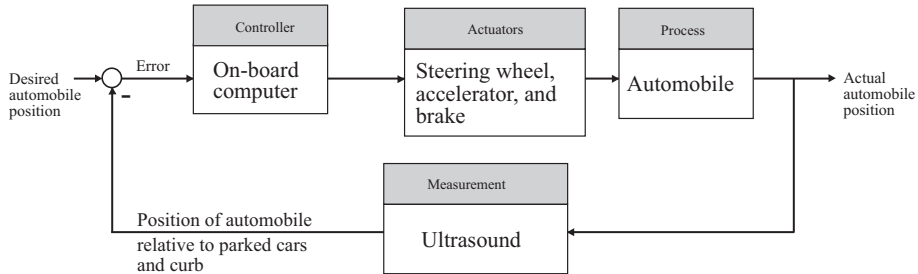 Controller
Actuators
Process
Desired
automobile
position
Error
-
On-board
computer
Steering wheel,
accelerator, and
brake
Automobile
Actual
automobile
position
Measurement
Ultrasound
Position of automobile
relative to parked cars
and curb